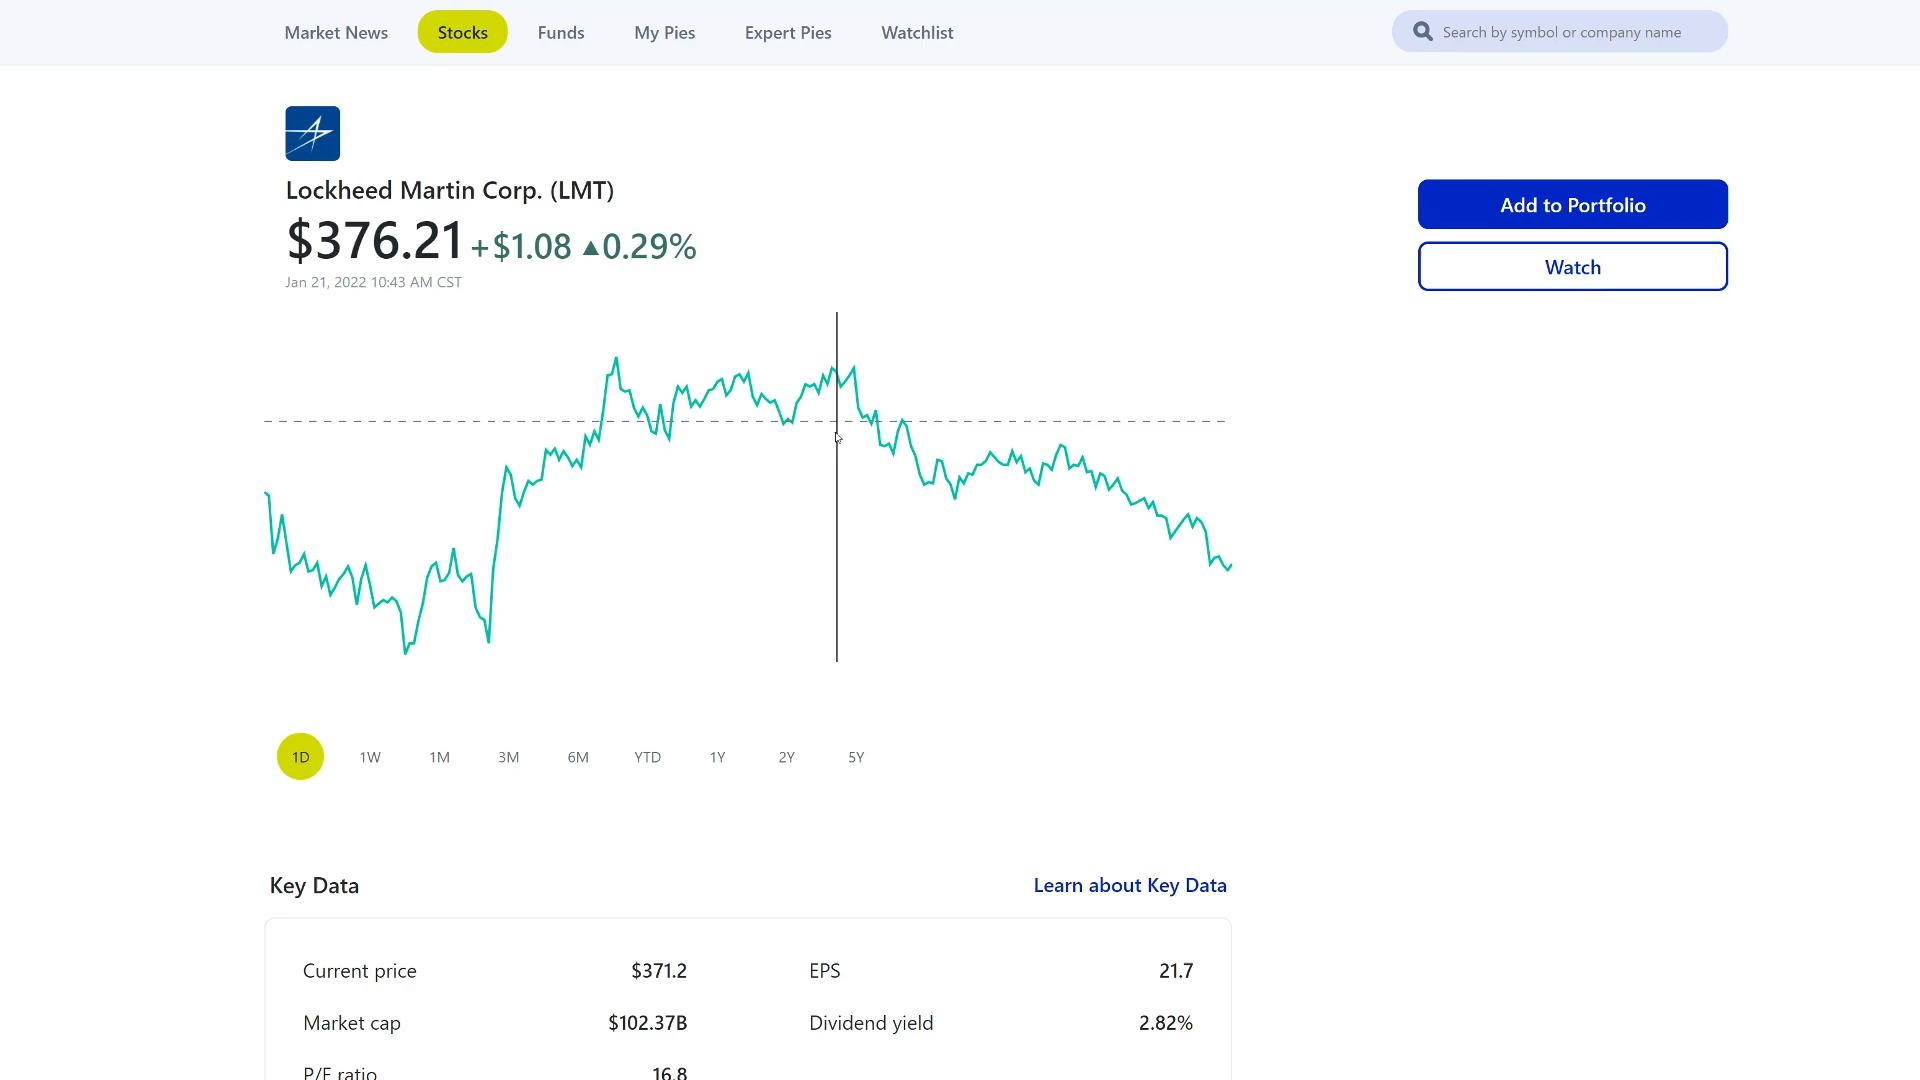 Market News Stocks Funds My Pies Expert Pies Watchlist Search by symbol or company name
Lockheed Martin Corp. (LMT)
$376.21 +$1.08 ▲0.29%
Jan 21, 2022 10:43 AM CST
Add to Portfolio
Watch
1D 1W 1M 3M 6M YTD 1Y 2Y 5Y
Key Data Learn about Key Data
Current price $371.2 EPS 21.7
Market cap $102.37B Dividend yield 2.82%
P/E ratio 16.8